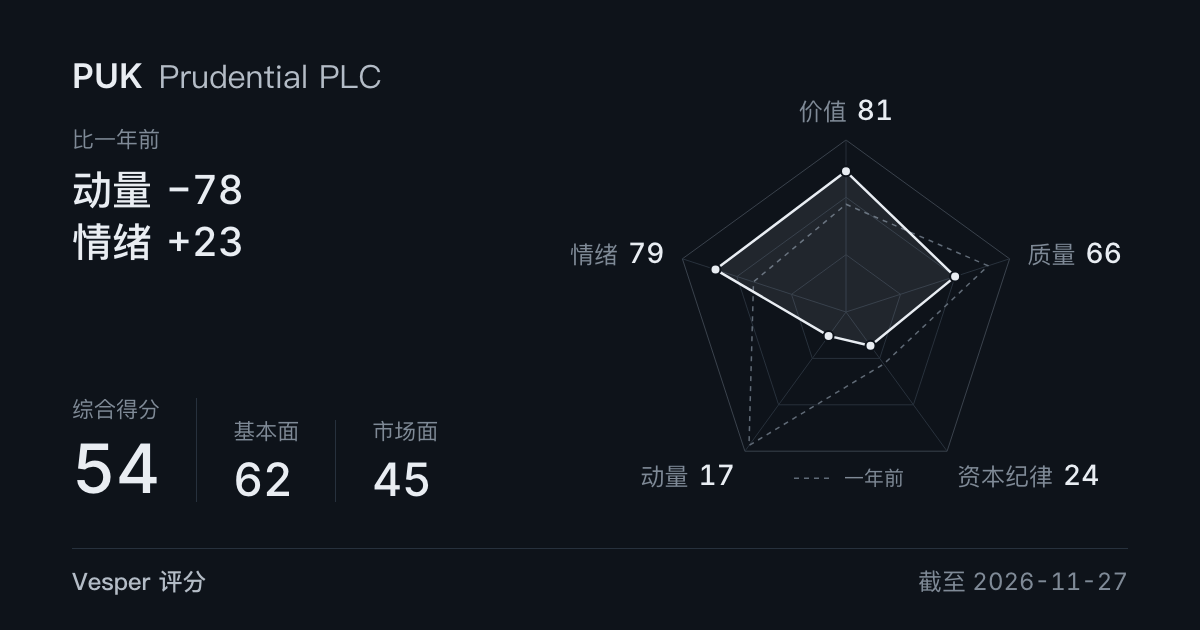 PUK Prudential PLC
比一年前
动量 −78
情绪 +23
综合得分
54
基本面
62
市场面
45
价值 81
质量 66
情绪 79
动量 17
一年前
资本纪律 24
Vesper 评分
截至 2026-11-27